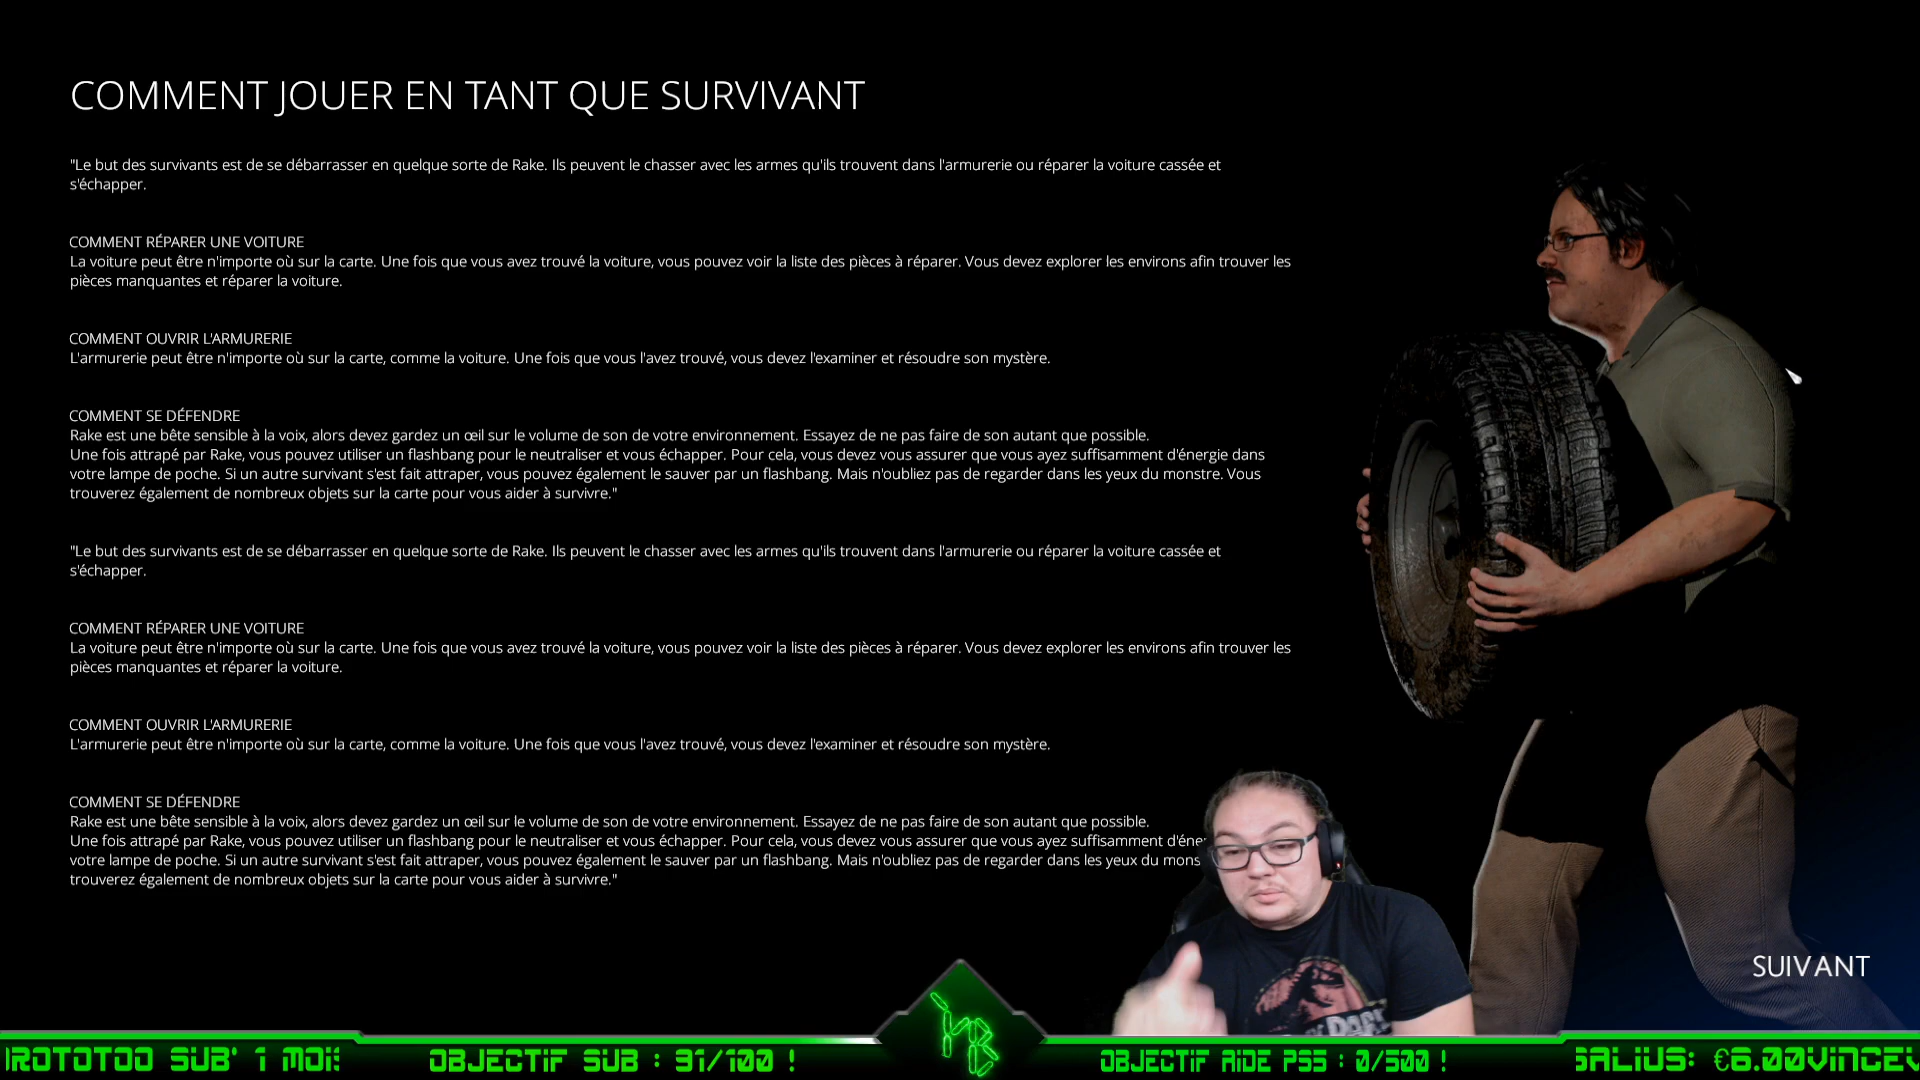 COMMENT JOUER EN TANT QUE SURVIVANT
"Le but des survivants est de se débarrasser en quelque sorte de Rake. Ils peuvent le chasser avec les armes qu'ils trouvent dans l'armurerie ou réparer la voiture cassée et
s'échapper.
COMMENT RÉPARER UNE VOITURE
La voiture peut être n'importe où sur la carte. Une fois que vous avez trouvé la voiture, vous pouvez voir la liste des pièces à réparer. Vous devez explorer les environs afin trouver les
pièces manquantes et réparer la voiture.
COMMENT OUVRIR L'ARMURERIE
L'armurerie peut être n'importe où sur la carte, comme la voiture. Une fois que vous l'avez trouvé, vous devez l'examiner et résoudre son mystère.
COMMENT SE DÉFENDRE
Rake est une bête sensible à la voix, alors devez gardez un œil sur le volume de son de votre environnement. Essayez de ne pas faire de son autant que possible.
Une fois attrapé par Rake, vous pouvez utiliser un flashbang pour le neutraliser et vous échapper. Pour cela, vous devez vous assurer que vous ayez suffisamment d'énergie dans
votre lampe de poche. Si un autre survivant s'est fait attraper, vous pouvez également le sauver par un flashbang. Mais n'oubliez pas de regarder dans les yeux du monstre. Vous
trouverez également de nombreux objets sur la carte pour vous aider à survivre."
"Le but des survivants est de se débarrasser en quelque sorte de Rake. Ils peuvent le chasser avec les armes qu'ils trouvent dans l'armurerie ou réparer la voiture cassée et
s'échapper.
COMMENT RÉPARER UNE VOITURE
La voiture peut être n'importe où sur la carte. Une fois que vous avez trouvé la voiture, vous pouvez voir la liste des pièces à réparer. Vous devez explorer les environs afin trouver les
pièces manquantes et réparer la voiture.
COMMENT OUVRIR L'ARMURERIE
L'armurerie peut être n'importe où sur la carte, comme la voiture. Une fois que vous l'avez trouvé, vous devez l'examiner et résoudre son mystère.
COMMENT SE DÉFENDRE
Rake est une bête sensible à la voix, alors devez gardez un œil sur le volume de son de votre environnement. Essayez de ne pas faire de son autant que possible.
Une fois attrapé par Rake, vous pouvez utiliser un flashbang pour le neutraliser et vous échapper. Pour cela, vous devez vous assurer que vous ayez suffisamment d'éner
votre lampe de poche. Si un autre survivant s'est fait attraper, vous pouvez également le sauver par un flashbang. Mais n'oubliez pas de regarder dans les yeux du mons
trouverez également de nombreux objets sur la carte pour vous aider à survivre."
SUIVANT
SUB' 1 MOIS
OBJECTIF SUB : 91/100 !
OBJECTIF AIDE PS5 : 0/500 !
SALIUS: €6.00